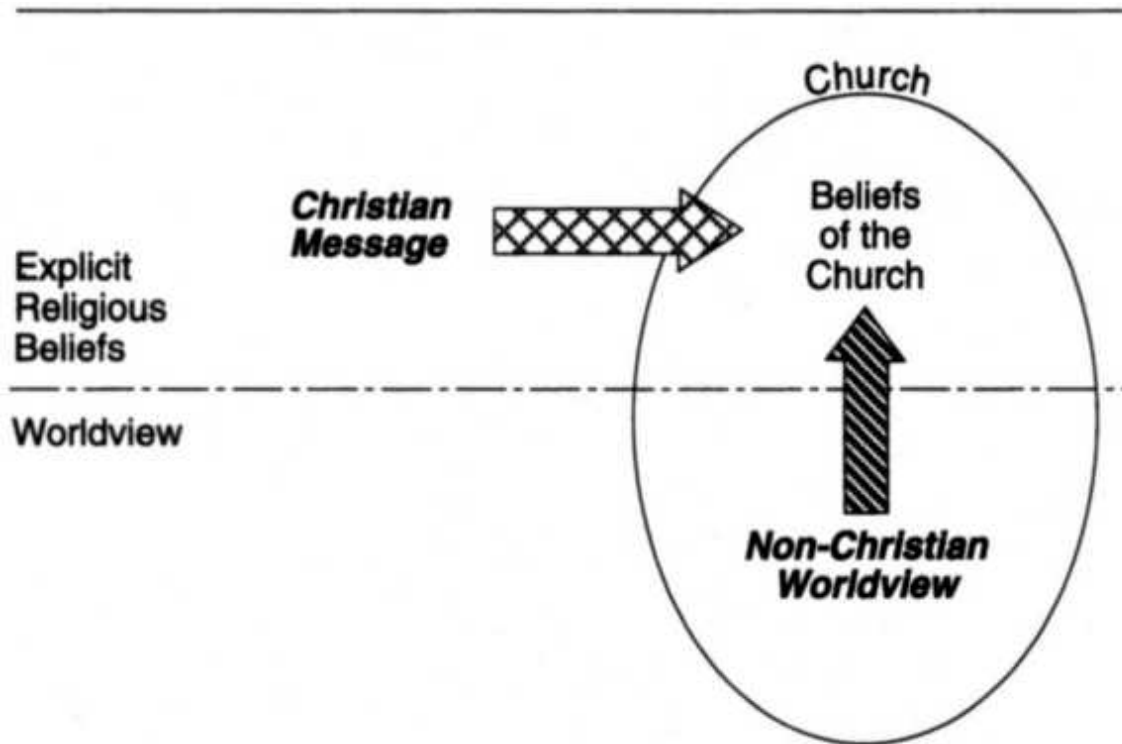 Church
Christian
Message
Beliefs
of the
Church
Explicit
Religious
Beliefs
Worldview
Non-Christian
Worldview